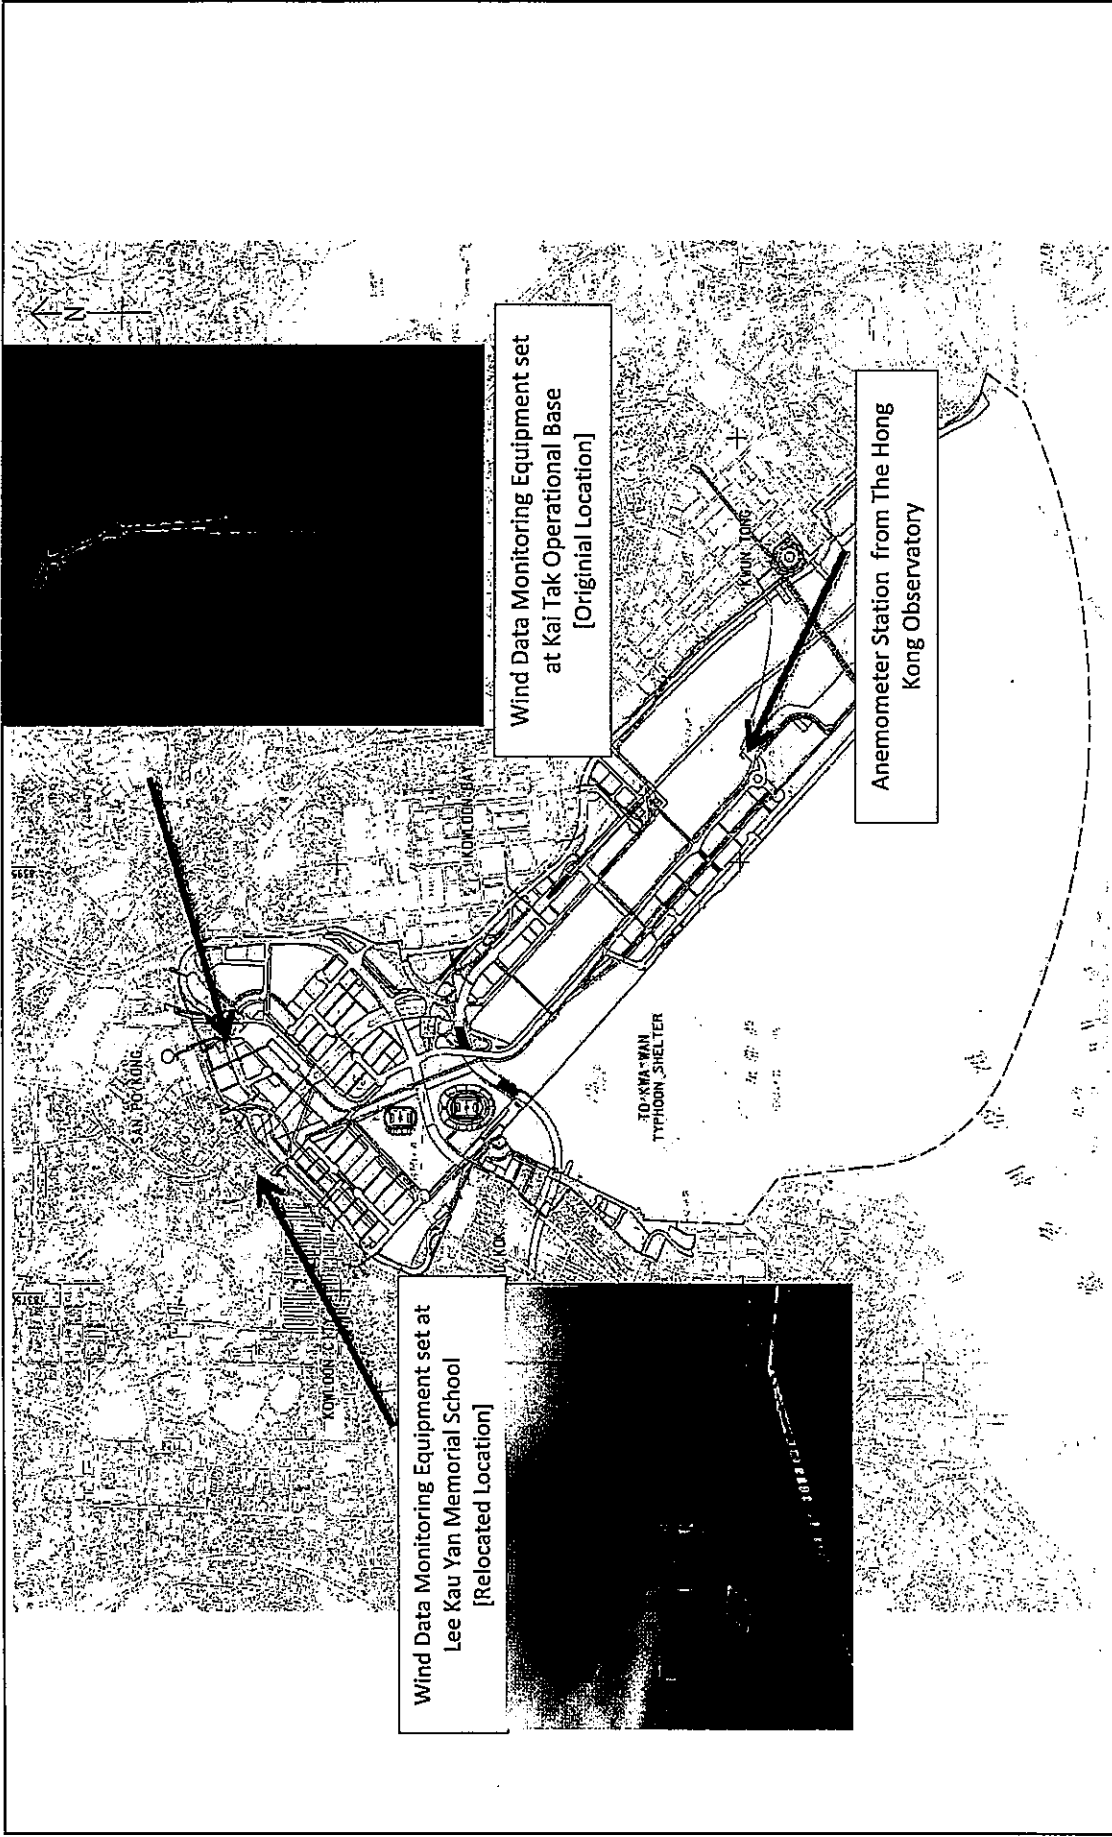 N
Wind Data Monitoring Equipment set
at Kai Tak Operational Base
[Originial Location]
SAN PO KONG
KOWLOON BAY
KOWLOON CITY
Wind Data Monitoring Equipment set at
Lee Kau Yan Memorial School
[Relocated Location]
KWUN TONG
TO KWA WAN
TYPHOON SHELTER
Anemometer Station from The Hong
Kong Observatory